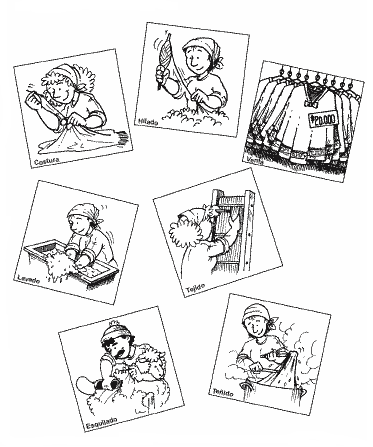 Costura
Hilado
₱20.000
Venta
Lavado
Tejido
Esquilado
Teñido